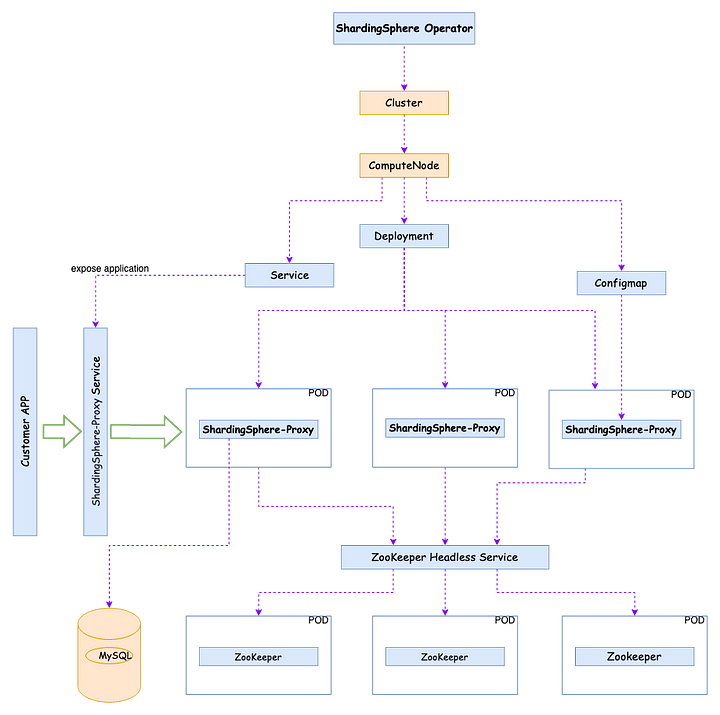 ShardingSphere Operator
Cluster
ComputeNode
Deployment
Service
Configmap
expose application
Customer APP
ShardingSphere-Proxy Service
POD
ShardingSphere-Proxy
POD
ShardingSphere-Proxy
POD
ShardingSphere-Proxy
ZooKeeper Headless Service
MySQL
POD
ZooKeeper
POD
ZooKeeper
POD
Zookeeper